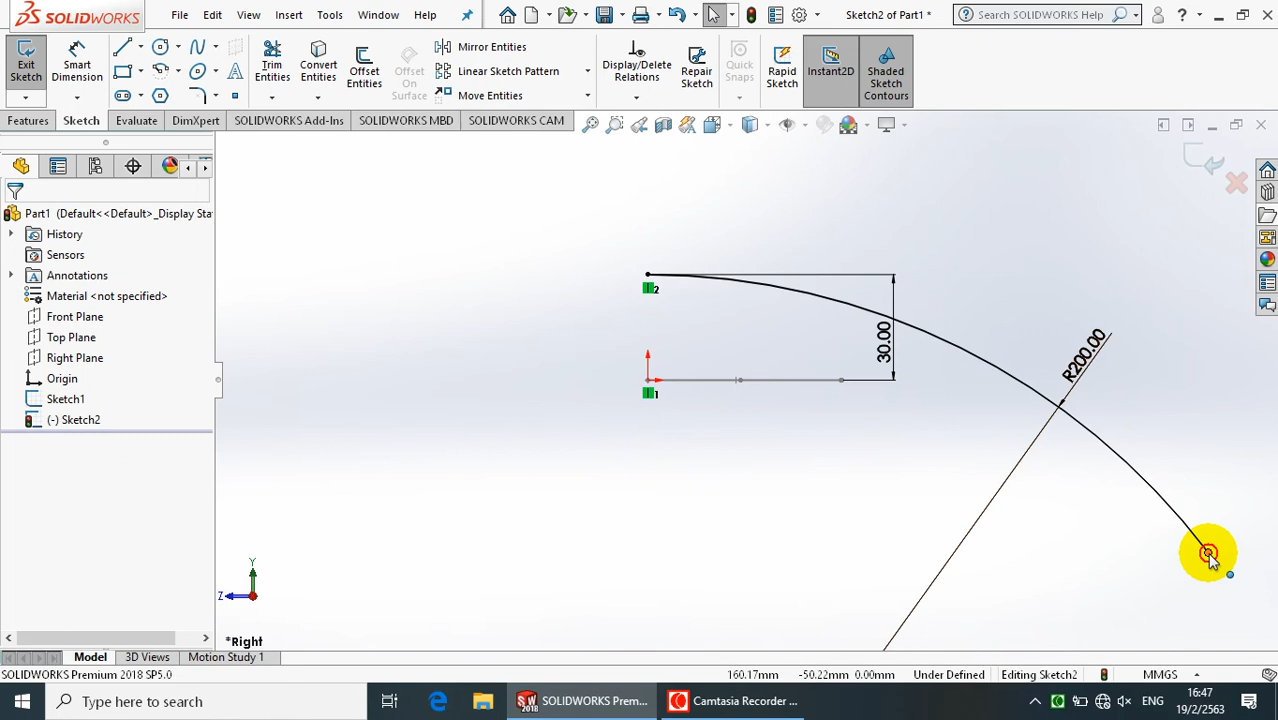 SOLIDWORKS
File
Edit
View
Insert
Tools
Window
Help
Sketch2 of Part1 *
Search SOLIDWORKS Help
?
Exit Sketch
Smart Dimension
Trim Entities
Convert Entities
Offset Entities
Offset On Surface
Mirror Entities
Linear Sketch Pattern
Move Entities
Display/Delete Relations
Repair Sketch
Quick Snaps
Rapid Sketch
Instant2D
Shaded Sketch Contours
Features
Sketch
Evaluate
DimXpert
SOLIDWORKS Add-Ins
SOLIDWORKS MBD
SOLIDWORKS CAM
Part1 (Default<<Default>_Display Sta
History
Sensors
Annotations
Material <not specified>
Front Plane
Top Plane
Right Plane
Origin
Sketch1
(-) Sketch2
2
1
30.00
R200.00
Y
Z
*Right
Model
3D Views
Motion Study 1
SOLIDWORKS Premium 2018 SP5.0
160.17mm
-50.22mm
0.00mm
Under Defined
Editing Sketch2
MMGS
Type here to search
SOLIDWORKS Prem...
Camtasia Recorder ...
ENG
16:47
19/2/2563